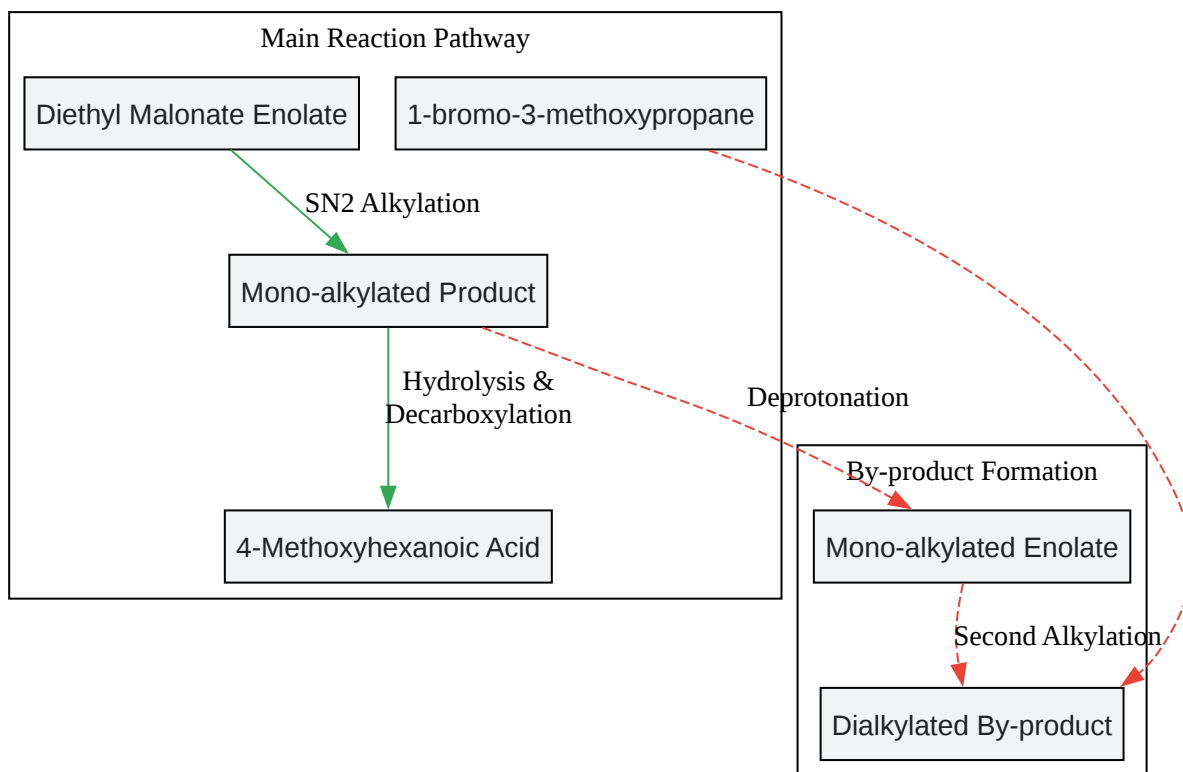 Main Reaction Pathway
Diethyl Malonate Enolate
1-bromo-3-methoxypropane
SN2 Alkylation
Mono-alkylated Product
Hydrolysis &
Decarboxylation
Deprotonation
4-Methoxyhexanoic Acid
By-product Formation
Mono-alkylated Enolate
Second Alkylation
Dialkylated By-product